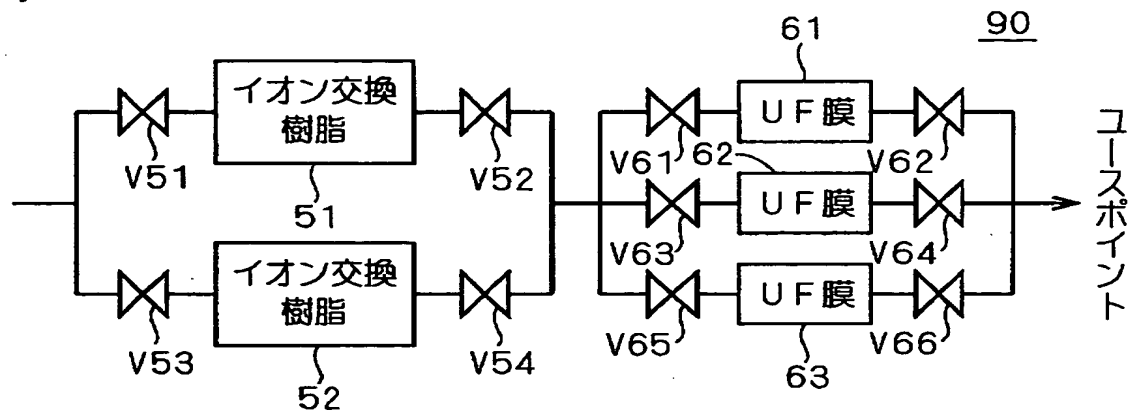 90
61
イオン交換
樹脂
UF膜
V51
V52
V61
62
V62
51
UF膜
V63
V64
イオン交換
樹脂
UF膜
V53
V54
V65
V66
52
63
ユースポイント